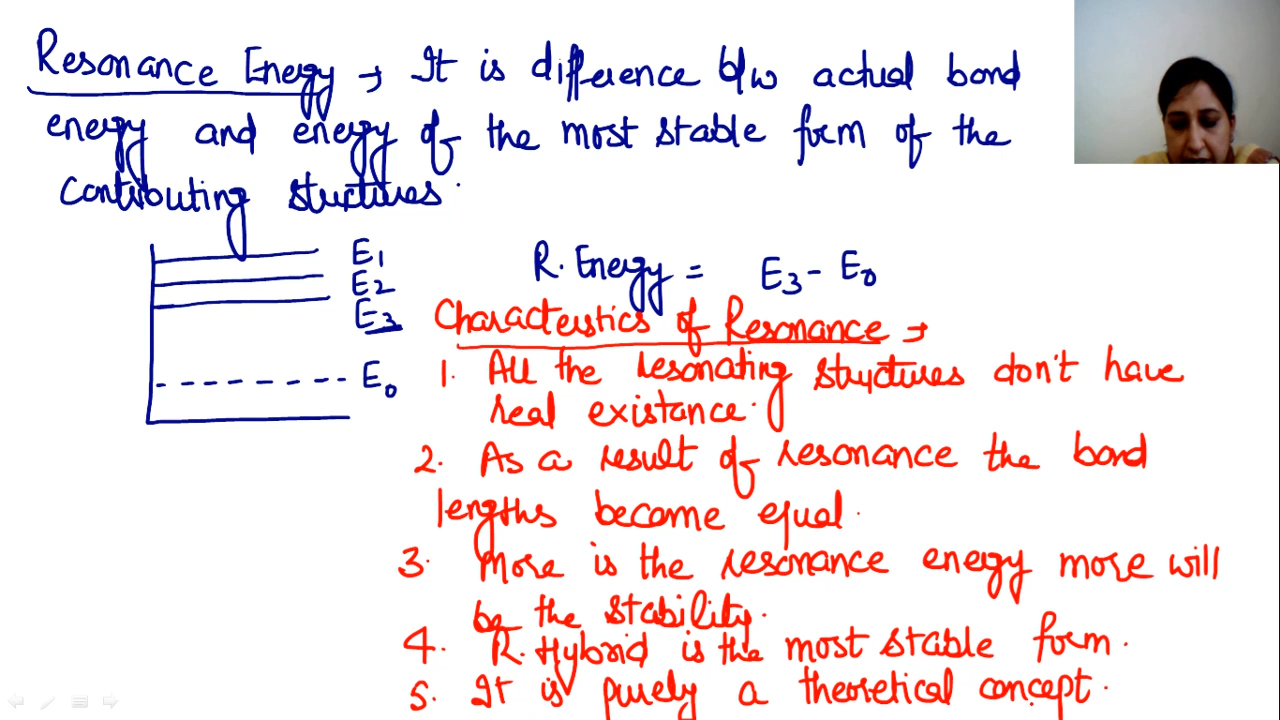 Resonance Energy → It is difference b/w actual bond
energy and energy of the most stable form of the
Contributing structures.
E1
E2
E3
E0
R. Energy = E3 - E0
Characteristics of Resonance →
1. All the resonating structures don't have
real existance.
2. As a result of resonance the bond
lengths become equal.
3. More is the resonance energy more will
be the stability.
4. R. Hybrid is the most stable form.
5. It is purely a theoretical concept.